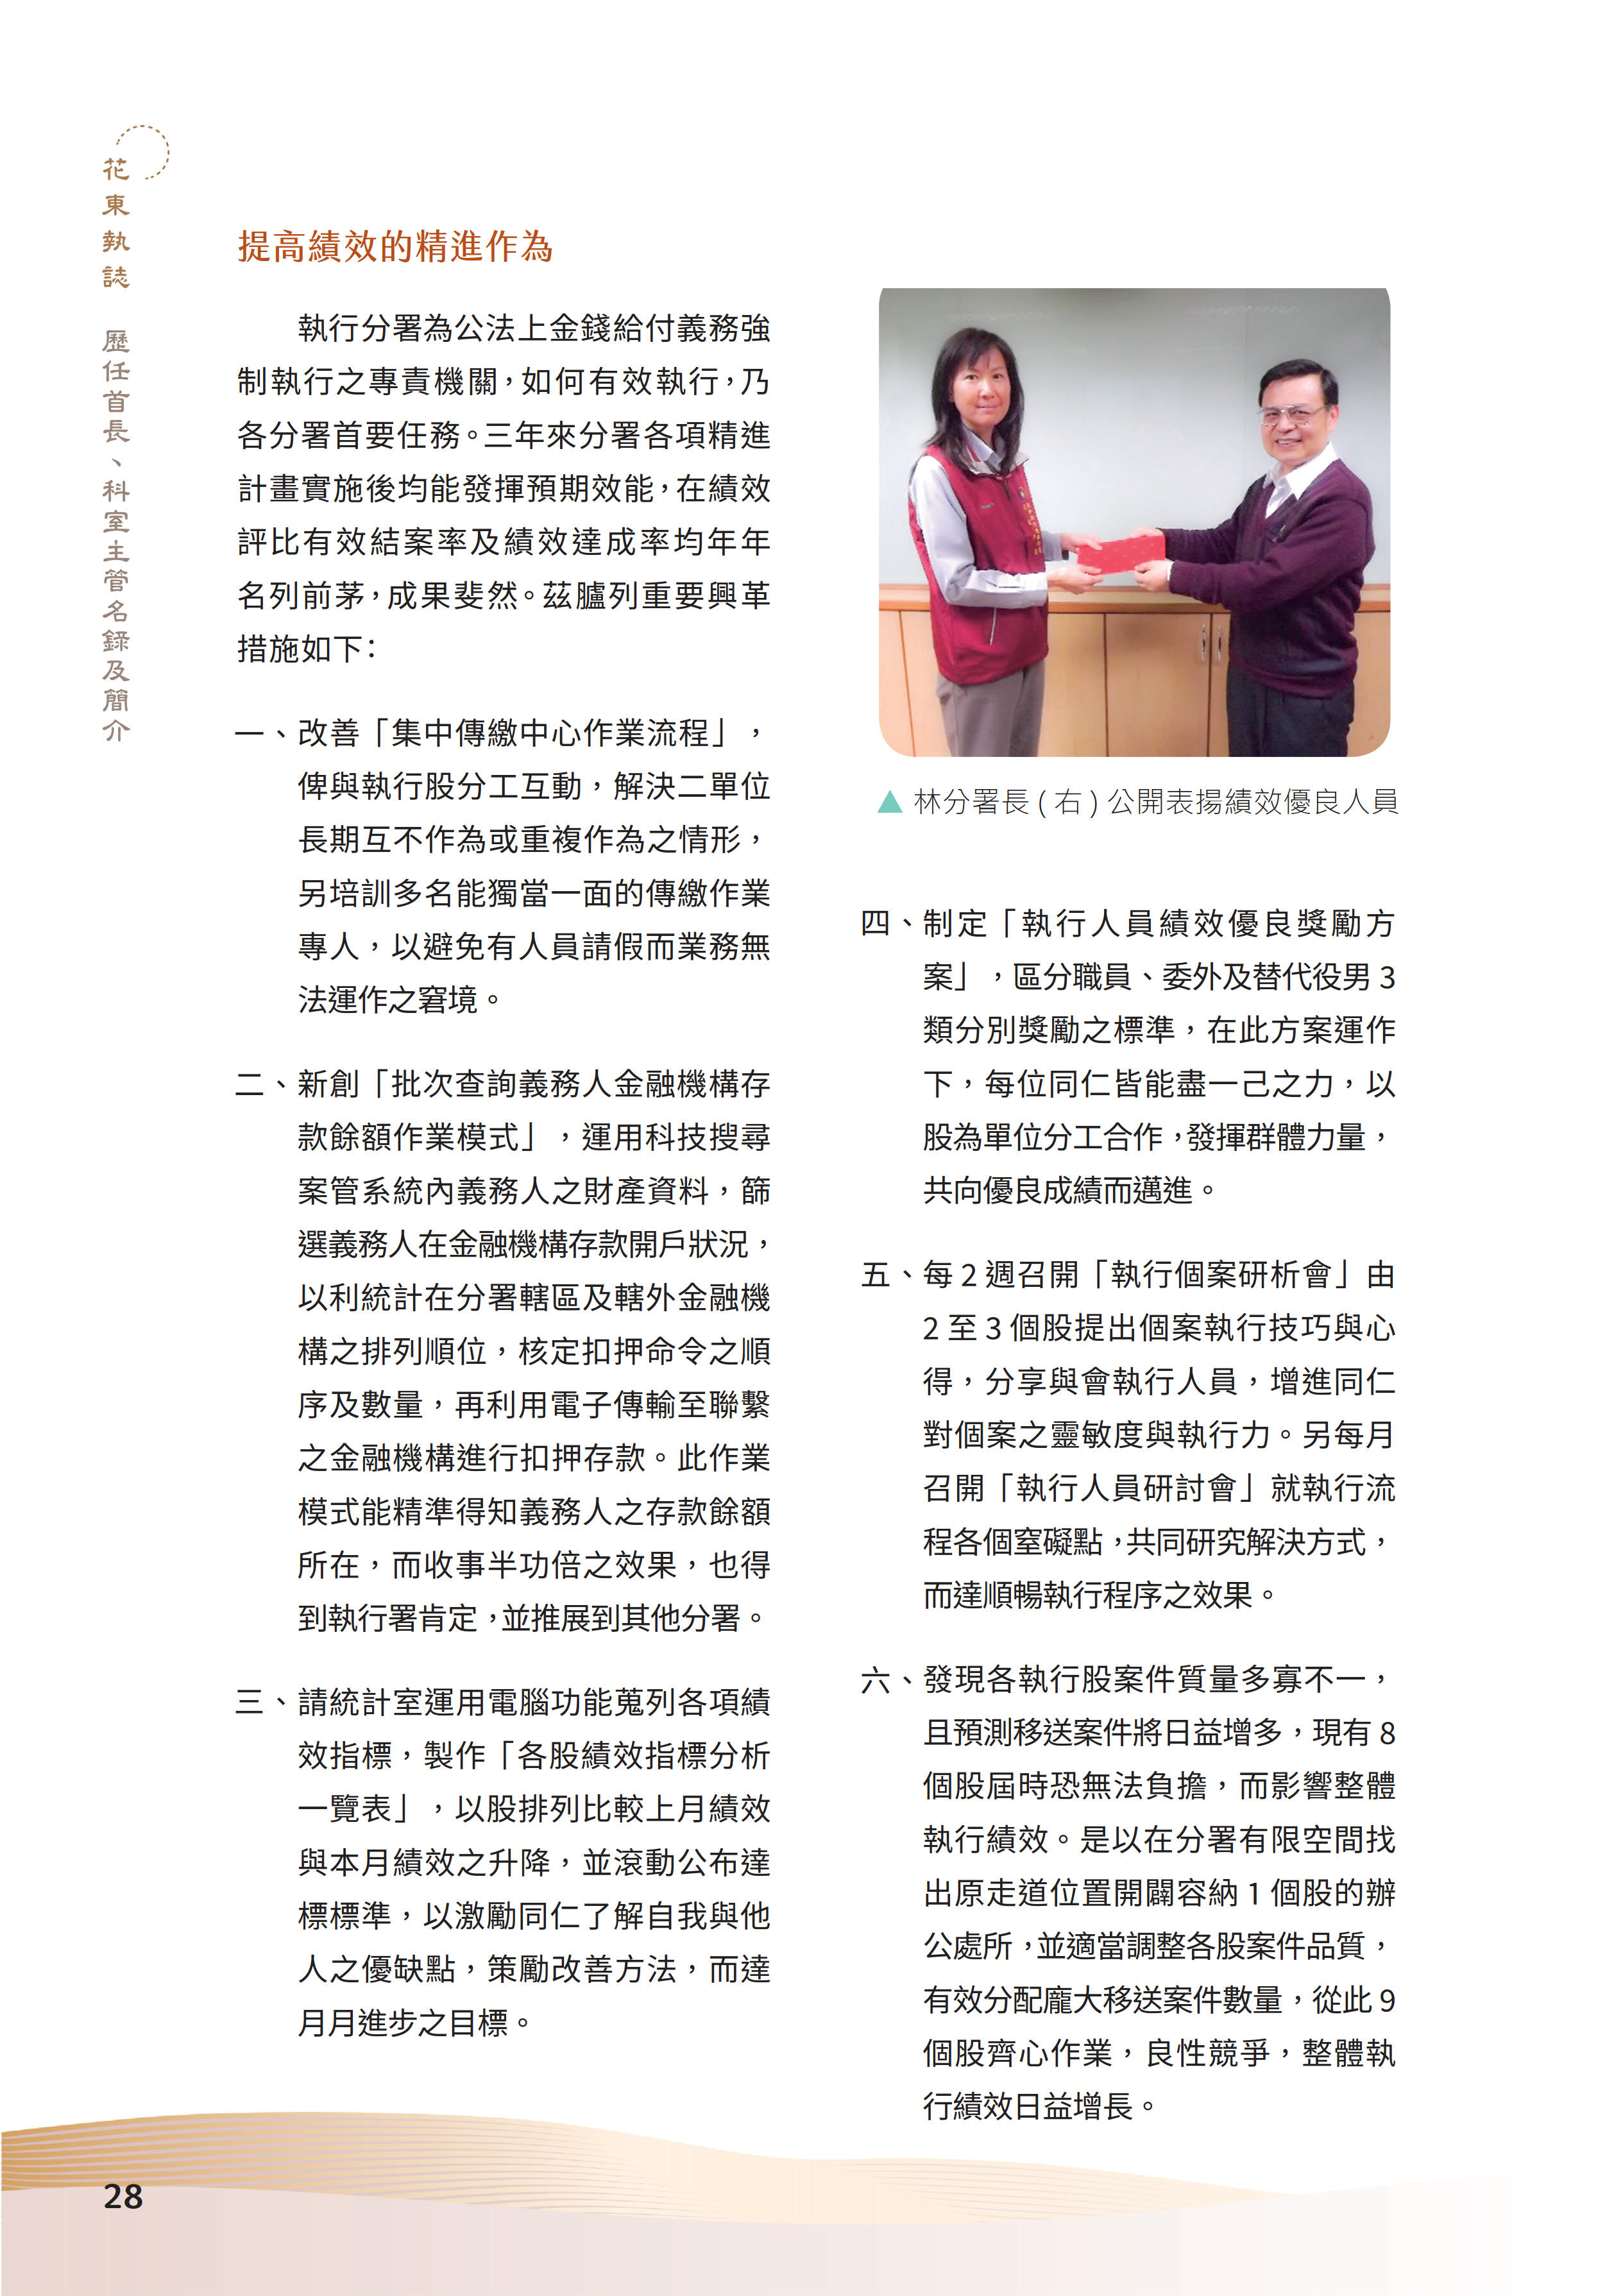 花東執誌 歷任首長、科室主管名錄及簡介
提高績效的精進作為
執行分署為公法上金錢給付義務強
制執行之專責機關，如何有效執行，乃
各分署首要任務。三年來分署各項精進
計畫實施後均能發揮預期效能，在績效
評比有效結案率及績效達成率均年年
名列前茅，成果斐然。茲臚列重要興革
措施如下：
一、改善「集中傳繳中心作業流程」，
俾與執行股分工互動，解決二單位
長期互不作為或重複作為之情形，
另培訓多名能獨當一面的傳繳作業
專人，以避免有人員請假而業務無
法運作之窘境。
二、新創「批次查詢義務人金融機構存
款餘額作業模式」，運用科技搜尋
案管系統內義務人之財產資料，篩
選義務人在金融機構存款開戶狀況，
以利統計在分署轄區及轄外金融機
構之排列順位，核定扣押命令之順
序及數量，再利用電子傳輸至聯繫
之金融機構進行扣押存款。此作業
模式能精準得知義務人之存款餘額
所在，而收事半功倍之效果，也得
到執行署肯定，並推展到其他分署。
三、請統計室運用電腦功能蒐列各項績
效指標，製作「各股績效指標分析
一覽表」，以股排列比較上月績效
與本月績效之升降，並滾動公布達
標標準，以激勵同仁了解自我與他
人之優缺點，策勵改善方法，而達
月月進步之目標。
▲ 林分署長 ( 右 ) 公開表揚績效優良人員
四、制定「執行人員績效優良獎勵方
案」，區分職員、委外及替代役男 3
類分別獎勵之標準，在此方案運作
下，每位同仁皆能盡一己之力，以
股為單位分工合作，發揮群體力量，
共向優良成績而邁進。
五、每 2 週召開「執行個案研析會」由
2 至 3 個股提出個案執行技巧與心
得，分享與會執行人員，增進同仁
對個案之靈敏度與執行力。另每月
召開「執行人員研討會」就執行流
程各個窒礙點，共同研究解決方式，
而達順暢執行程序之效果。
六、發現各執行股案件質量多寡不一，
且預測移送案件將日益增多，現有 8
個股屆時恐無法負擔，而影響整體
執行績效。是以在分署有限空間找
出原走道位置開闢容納 1 個股的辦
公處所，並適當調整各股案件品質，
有效分配龐大移送案件數量，從此 9
個股齊心作業，良性競爭，整體執
行績效日益增長。
28